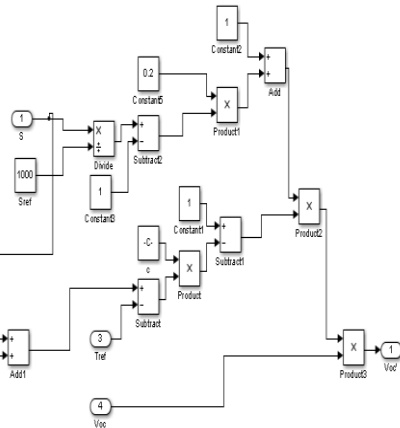 1
Constant2
+
+
Add
0.2
Constant5
X
Product1
1
S
X
÷
Divide
+
−
Subtract2
1000
Sref
1
Constant3
1
Constant1
+
−
Subtract1
X
Product2
-C-
c
X
Product
+
−
Subtract
3
Tref
+
+
Add1
X
Product3
1
Voc'
4
Voc